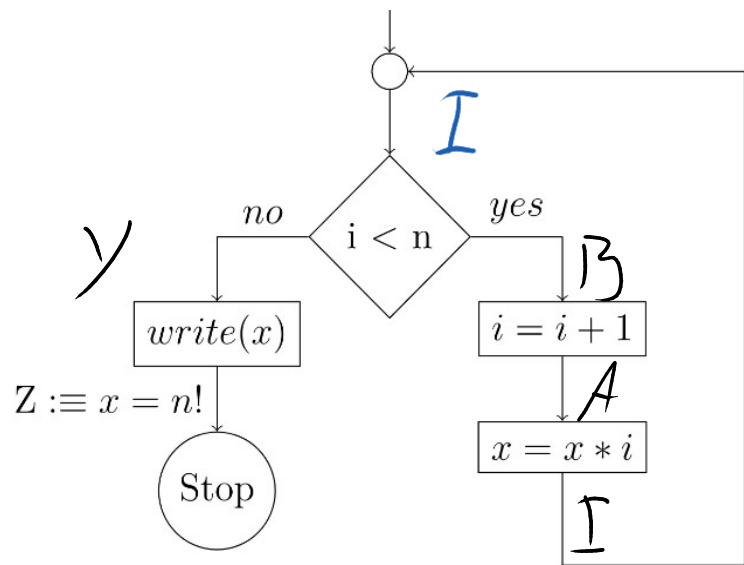 I
no
i < n
yes
Y
B
write(x)
i = i + 1
Z :≡ x = n!
A
x = x * i
Stop
I